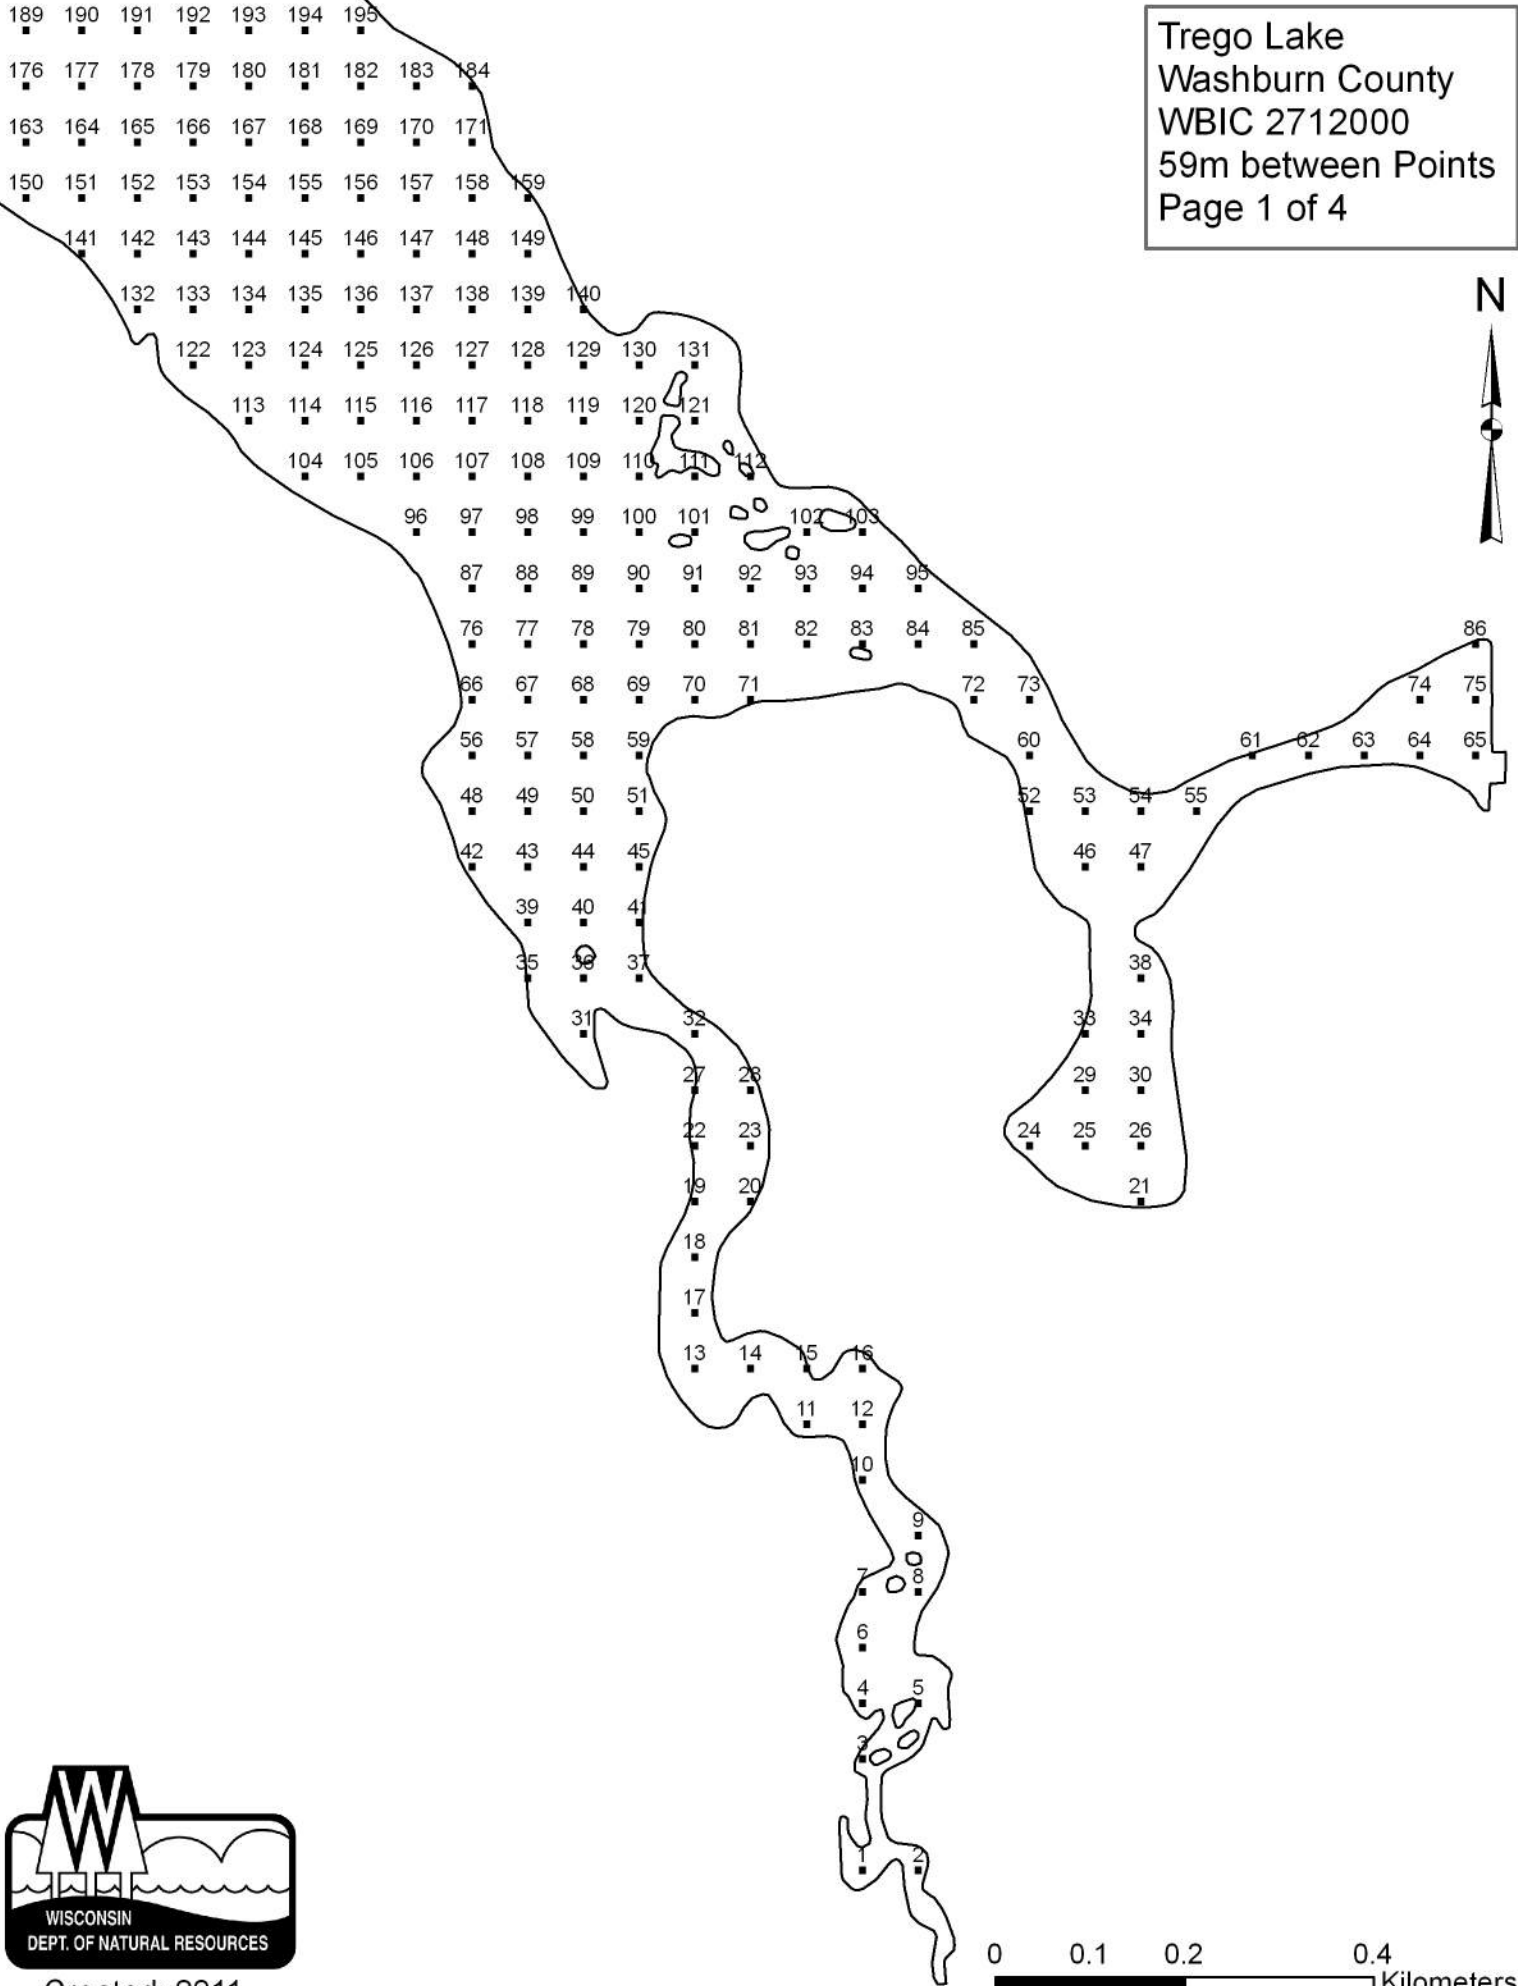 189 190 191 192 193 194 195
Trego Lake
Washburn County
WBIC 2712000
59m between Points
Page 1 of 4
176 177 178 179 180 181 182 183 184
163 164 165 166 167 168 169 170 171
150 151 152 153 154 155 156 157 158 159
141 142 143 144 145 146 147 148 149
132 133 134 135 136 137 138 139 140
N
122 123 124 125 126 127 128 129 130 131
113 114 115 116 117 118 119 120 121
104 105 106 107 108 109 110 111 112
96 97 98 99 100 101 102 103
87 88 89 90 91 92 93 94 95
76 77 78 79 80 81 82 83 84 85 86
66 67 68 69 70 71 72 73 74 75
56 57 58 59 60 61 62 63 64 65
48 49 50 51 52 53 54 55
42 43 44 45 46 47
39 40 41
35 36 37 38
31 32 33 34
27 28 29 30
22 23 24 25 26
19 20 21
18
17
13 14 15 16
11 12
10
9
7 8
6
4 5
3
1 2
W
WISCONSIN
DEPT. OF NATURAL RESOURCES
0 0.1 0.2 0.4
Kilometers
Created: 2011